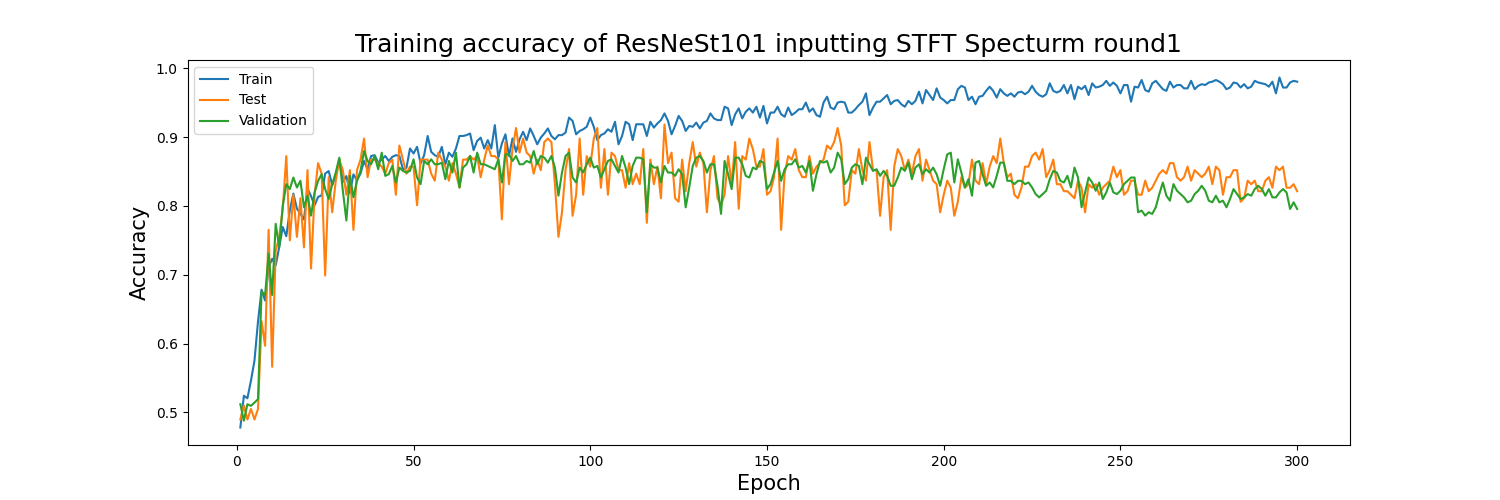 Training accuracy of ResNeSt101 inputting STFT Specturm round1
1.0
0.9
0.8
0.7
0.6
0.5
Accuracy
Train
Test
Validation
0 50 100 150 200 250 300
Epoch